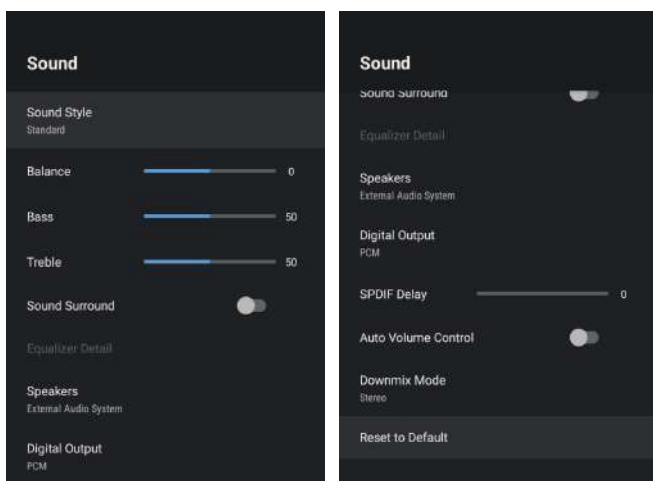 Sound
Sound Style
Standard
Balance 0
Bass 50
Treble 50
Sound Surround
Equalizer Detail
Speakers
External Audio System
Digital Output
PCM
Sound
Sound Surround
Equalizer Detail
Speakers
External Audio System
Digital Output
PCM
SPDIF Delay 0
Auto Volume Control
Downmix Mode
Stereo
Reset to Default